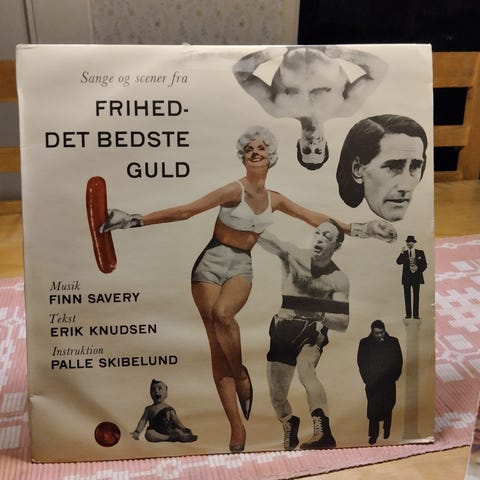 Sange og scener fra
FRIHED-
DET BEDSTE
GULD
Musik
FINN SAVERY
Tekst
ERIK KNUDSEN
Instruktion
PALLE SKIBELUND